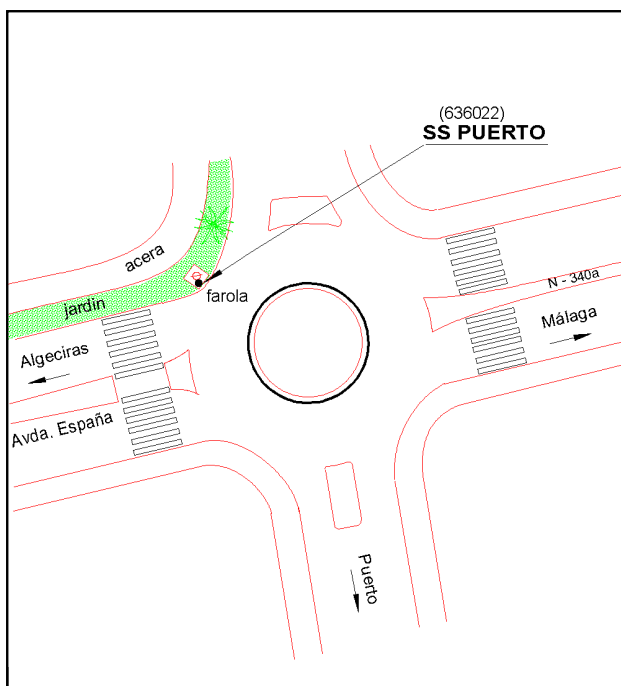 (636022)
SS PUERTO
acera
jardin
farola
N - 340a
Málaga
Algeciras
Avda. España
Puerto